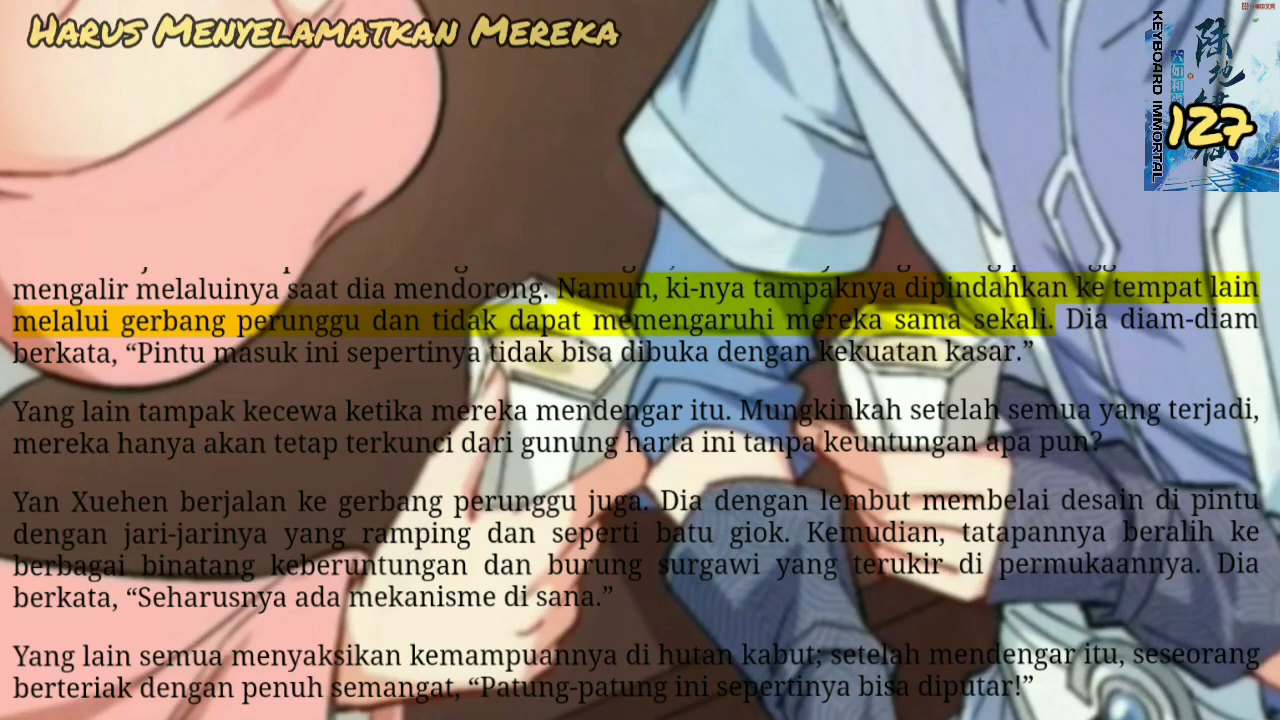 Harus Menyelamatkan Mereka
KEYBOARD IMMORTAL
127
mengalir melaluinya saat dia mendorong. Namun, ki-nya tampaknya dipindahkan ke tempat lain
melalui gerbang perunggu dan tidak dapat memengaruhi mereka sama sekali. Dia diam-diam
berkata, “Pintu masuk ini sepertinya tidak bisa dibuka dengan kekuatan kasar.”
Yang lain tampak kecewa ketika mereka mendengar itu. Mungkinkah setelah semua yang terjadi,
mereka hanya akan tetap terkunci dari gunung harta ini tanpa keuntungan apa pun?
Yan Xuehen berjalan ke gerbang perunggu juga. Dia dengan lembut membelai desain di pintu
dengan jari-jarinya yang ramping dan seperti batu giok. Kemudian, tatapannya beralih ke
berbagai binatang keberuntungan dan burung surgawi yang terukir di permukaannya. Dia
berkata, “Seharusnya ada mekanisme di sana.”
Yang lain semua menyaksikan kemampuannya di hutan kabut; setelah mendengar itu, seseorang
berteriak dengan penuh semangat, “Patung-patung ini sepertinya bisa diputar!”